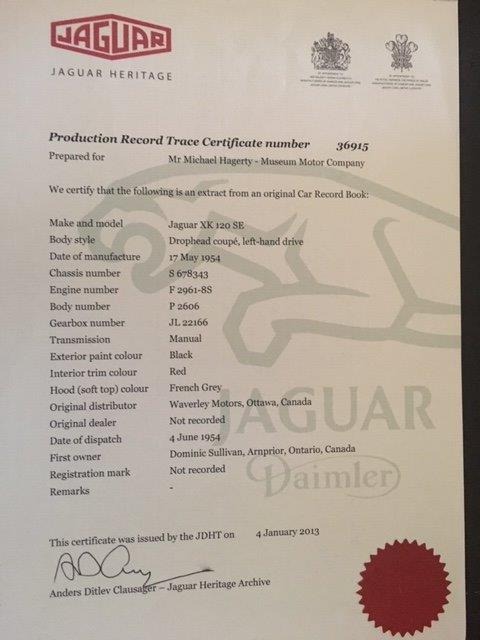 JAGUAR
JAGUAR HERITAGE
Production Record Trace Certificate number 36915
Prepared for Mr Michael Hagerty - Museum Motor Company
We certify that the following is an extract from an original Car Record Book:
Make and model Jaguar XK 120 SE
Body style Drophead coupé, left-hand drive
Date of manufacture 17 May 1954
Chassis number S 678343
Engine number F 2961-8S
Body number P 2606
Gearbox number JL 22166
Transmission Manual
Exterior paint colour Black
Interior trim colour Red
Hood (soft top) colour French Grey
Original distributor Waverley Motors, Ottawa, Canada
Original dealer Not recorded
Date of dispatch 4 June 1954
First owner Dominic Sullivan, Arnprior, Ontario, Canada
Registration mark Not recorded
Remarks -
JAGUAR
Daimler
This certificate was issued by the JDHT on 4 January 2013
Anders Ditlev Clausager – Jaguar Heritage Archive